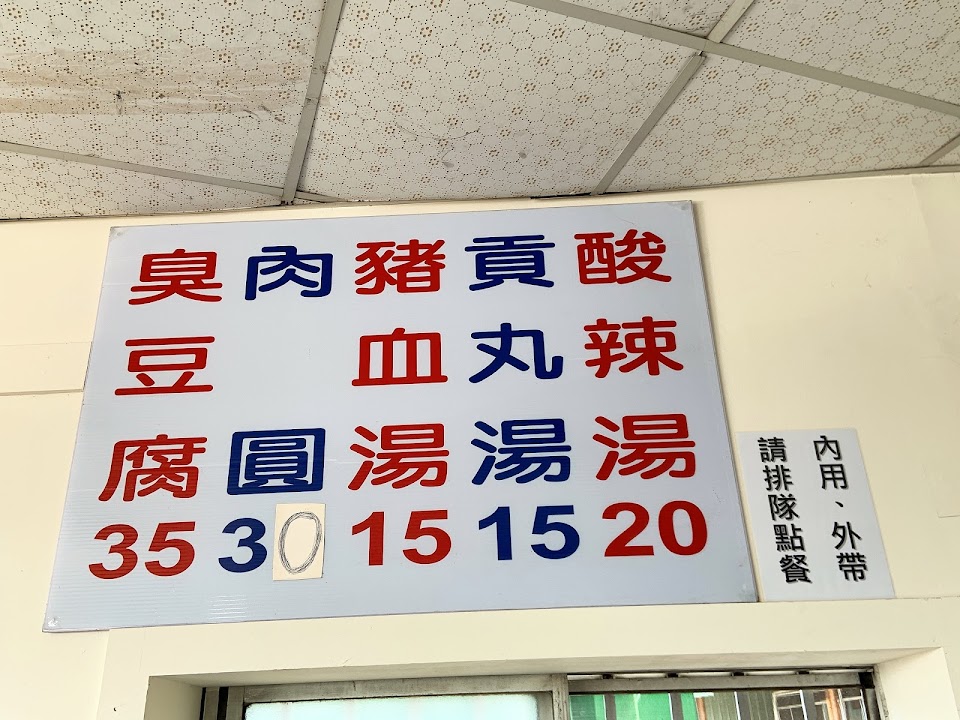 酸辣湯 20
貢丸湯 15
豬血湯 15
肉圓 30
臭豆腐 35
內用、外帶
請排隊點餐